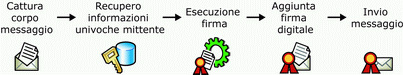 Cattura
corpo
messaggio
Recupero
informazioni
univoche mittente
Esecuzione
firma
Aggiunta
firma
digitale
Invio
messaggio